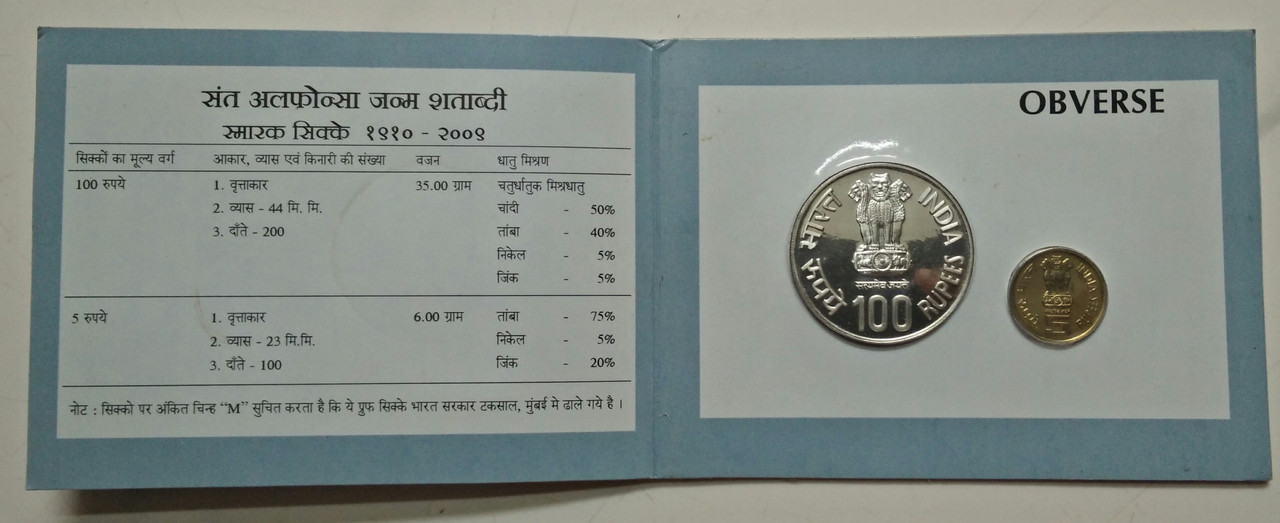 संत अलफ्रोन्सा जन्म शताब्दी
स्मारक सिक्के १९१० - २००९
सिक्कों का मूल्य वर्ग आकार, व्यास एवं किनारी की संख्या वजन धातु मिश्रण
100 रुपये 1. वृत्ताकार 35.00 ग्राम चतुर्धातुक मिश्रधातु
2. व्यास - 44 मि. मि. चांदी - 50%
3. दाँते - 200 तांबा - 40%
निकेल - 5%
जिंक - 5%
5 रुपये 1. वृत्ताकार 6.00 ग्राम तांबा - 75%
2. व्यास - 23 मि.मि. निकेल - 5%
3. दाँते - 100 जिंक - 20%
नोट : सिक्को पर अंकित चिन्ह “M” सुचित करता है कि ये प्रुफ सिक्के भारत सरकार टकसाल, मुंबई मे ढाले गये है ।
OBVERSE
भारत INDIA
रुपये RUPEES
सत्यमेव जयते
100
INDIA
5